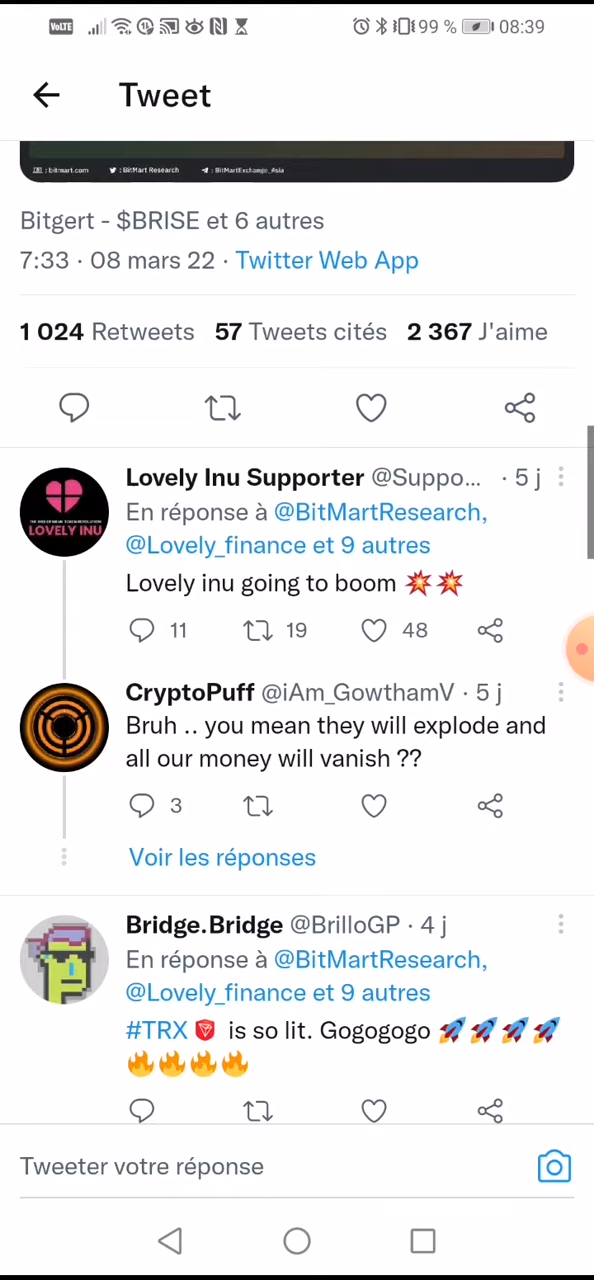 VoLTE 99 % 08:39
Tweet
: bitmart.com : BitMart Research : BitMartExchange_Asia
Bitgert - $BRISE et 6 autres
7:33 · 08 mars 22 · Twitter Web App
1 024 Retweets 57 Tweets cités 2 367 J'aime
Lovely Inu Supporter @Suppo... · 5 j
En réponse à @BitMartResearch,
@Lovely_finance et 9 autres
Lovely inu going to boom 💥💥
11 19 48
LOVELY INU
CryptoPuff @iAm_GowthamV · 5 j
Bruh .. you mean they will explode and
all our money will vanish ??
3
Voir les réponses
Bridge.Bridge @BrilloGP · 4 j
En réponse à @BitMartResearch,
@Lovely_finance et 9 autres
#TRX is so lit. Gogogogo 🚀🚀🚀🚀
🔥🔥🔥🔥
Tweeter votre réponse